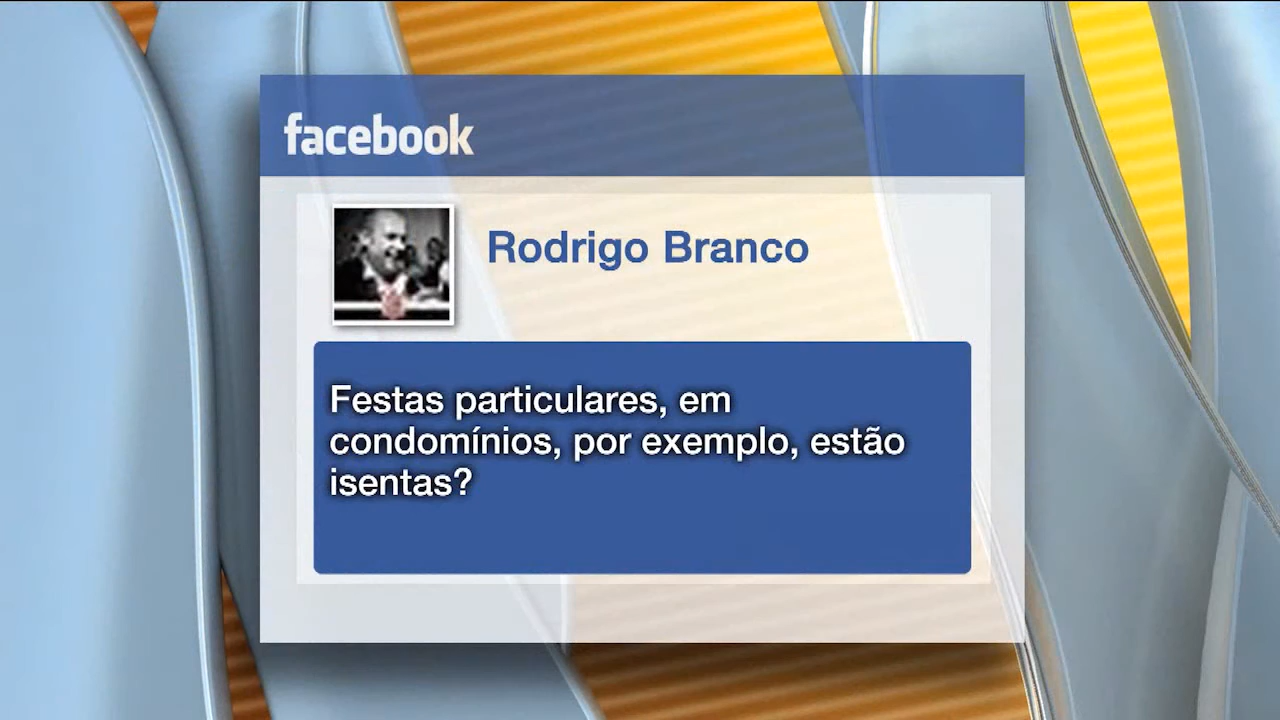 facebook
Rodrigo Branco
Festas particulares, em
condomínios, por exemplo, estão
isentas?